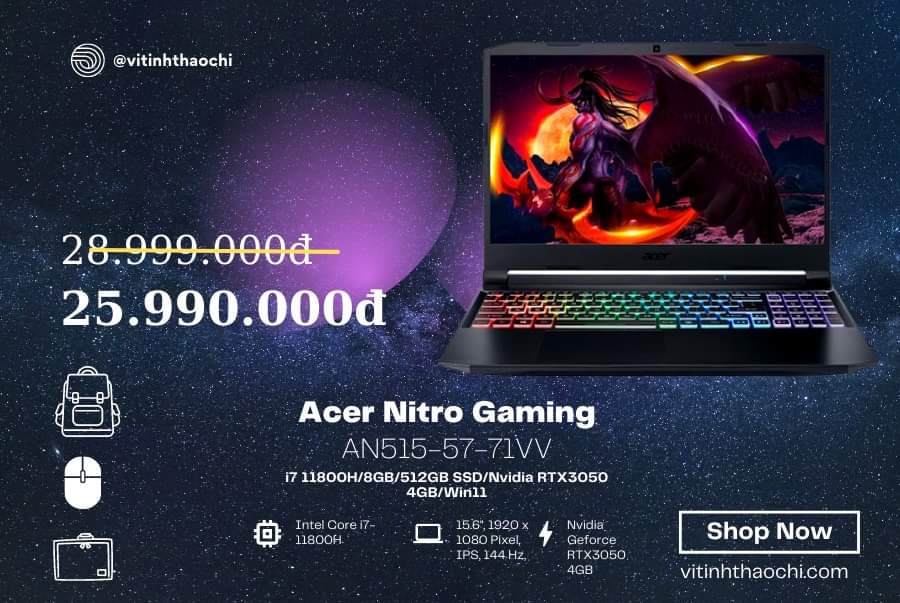 @vitinhthaochi
28.999.000đ
25.990.000đ
acer
Acer Nitro Gaming
AN515-57-71VV
i7 11800H/8GB/512GB SSD/Nvidia RTX3050
4GB/Win11
Intel Core i7-
11800H
15.6", 1920 x
1080 Pixel,
IPS, 144 Hz,
Nvidia
Geforce
RTX3050
4GB
Shop Now
vitinhthaochi.com